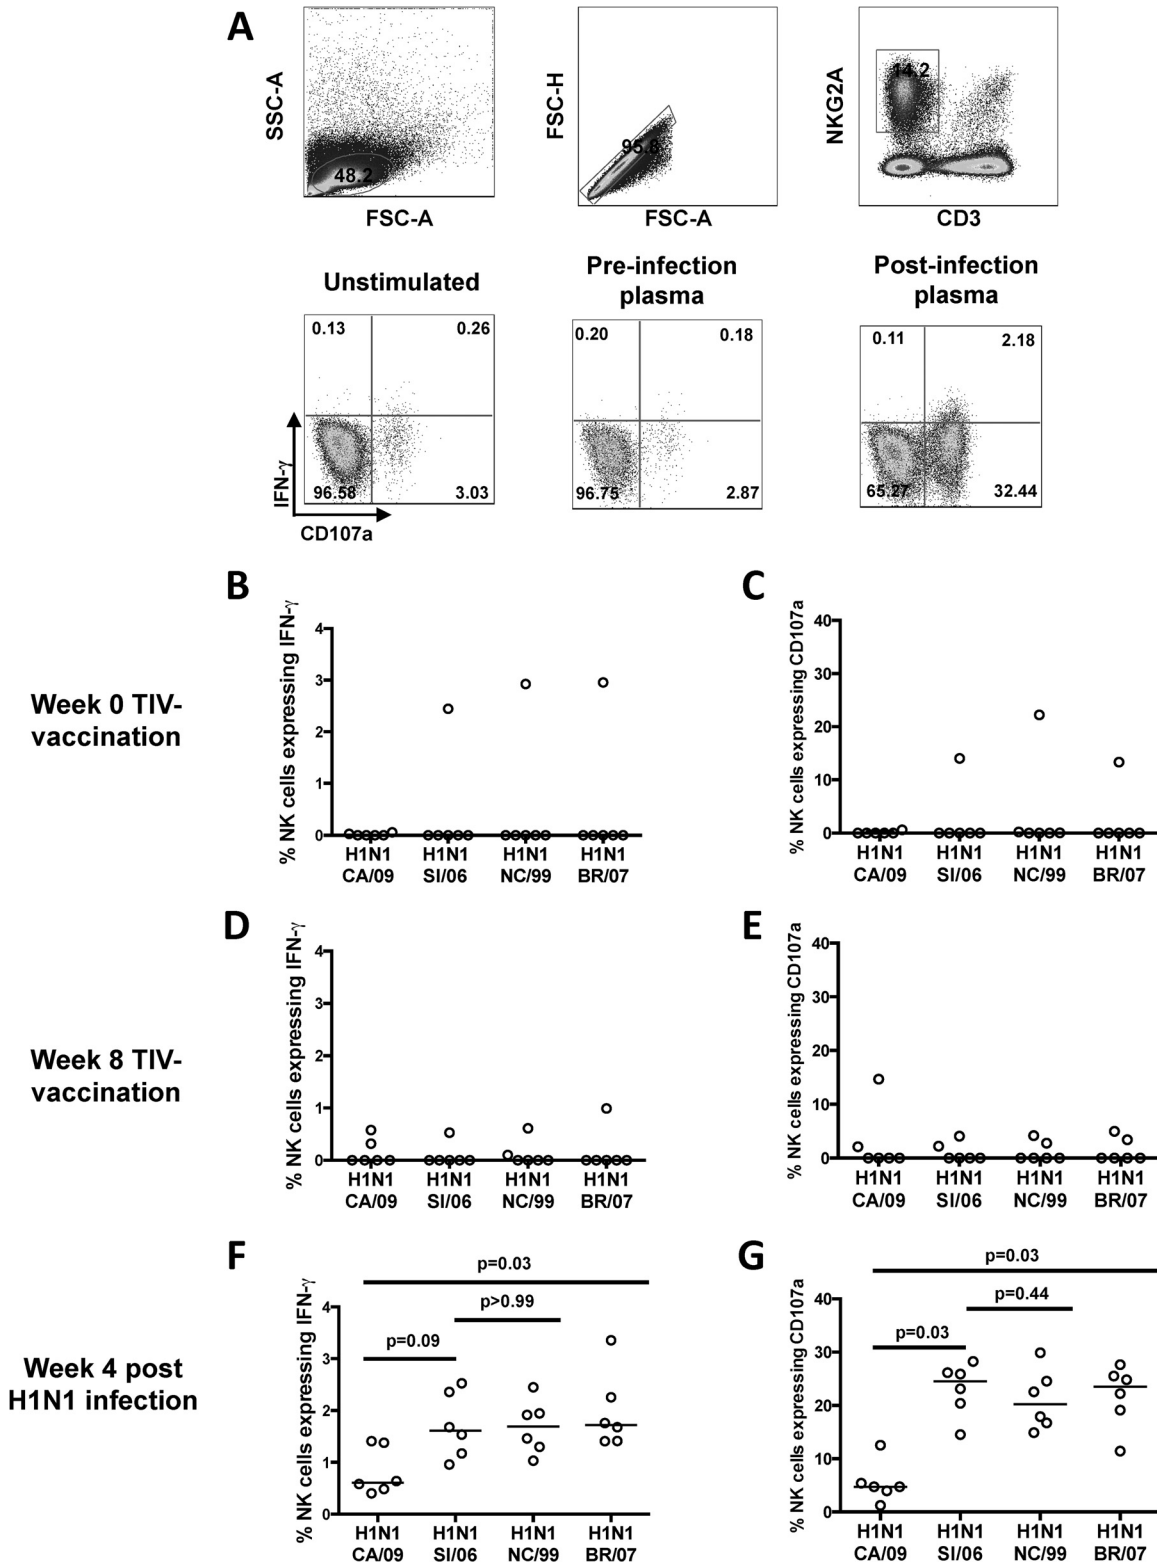 A
SSC-A
48.2
FSC-A
FSC-H
95.8
FSC-A
NKG2A
14.2
CD3
Unstimulated
Pre-infection
plasma
Post-infection
plasma
0.13
0.26
96.58
3.03
IFN-γ
CD107a
0.20
0.18
96.75
2.87
0.11
2.18
65.27
32.44
Week 0 TIV-
vaccination
B
% NK cells expressing IFN-γ
4
3
2
1
0
H1N1 H1N1 H1N1 H1N1
CA/09 SI/06 NC/99 BR/07
C
% NK cells expressing CD107a
40
30
20
10
0
H1N1 H1N1 H1N1 H1N1
CA/09 SI/06 NC/99 BR/07
Week 8 TIV-
vaccination
D
% NK cells expressing IFN-γ
4
3
2
1
0
H1N1 H1N1 H1N1 H1N1
CA/09 SI/06 NC/99 BR/07
E
% NK cells expressing CD107a
40
30
20
10
0
H1N1 H1N1 H1N1 H1N1
CA/09 SI/06 NC/99 BR/07
Week 4 post
H1N1 infection
F
% NK cells expressing IFN-γ
p=0.03
p>0.99
p=0.09
4
3
2
1
0
H1N1 H1N1 H1N1 H1N1
CA/09 SI/06 NC/99 BR/07
G
% NK cells expressing CD107a
p=0.03
p=0.44
p=0.03
40
30
20
10
0
H1N1 H1N1 H1N1 H1N1
CA/09 SI/06 NC/99 BR/07